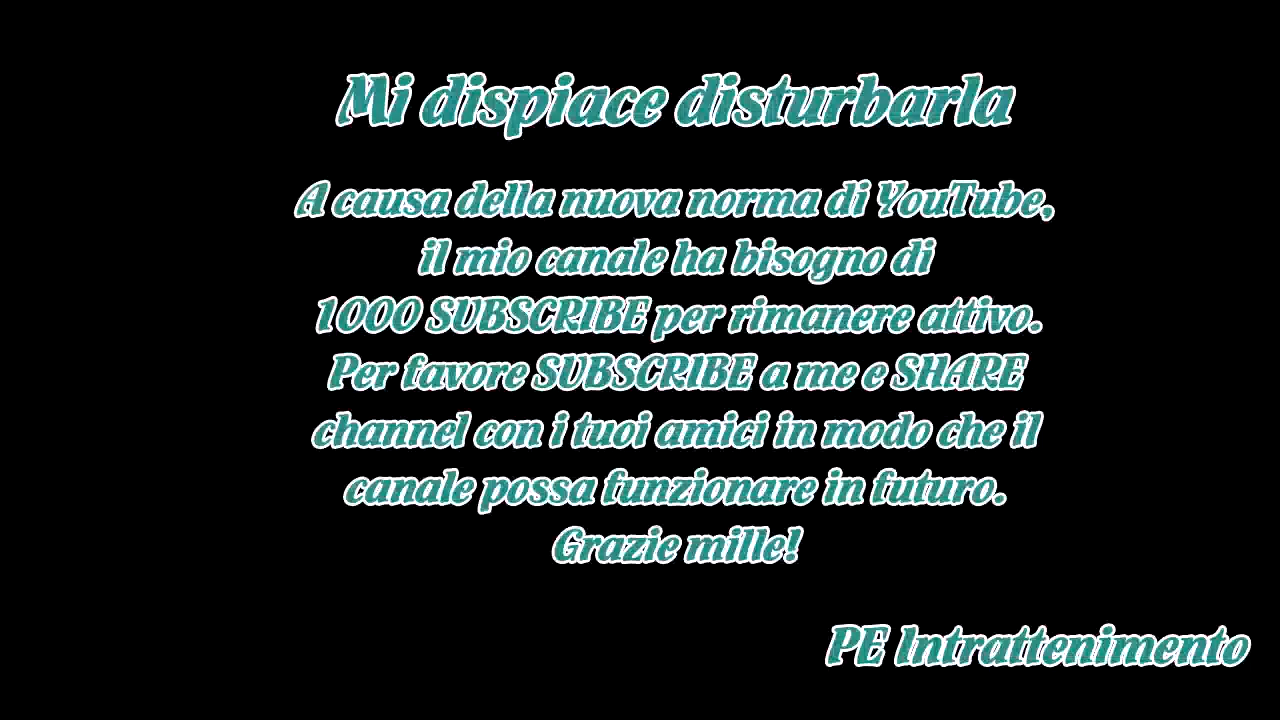 Mi dispiace disturbarla
A causa della nuova norma di YouTube,
il mio canale ha bisogno di
1000 SUBSCRIBE per rimanere attivo.
Per favore SUBSCRIBE a me e SHARE
channel con i tuoi amici in modo che il
canale possa funzionare in futuro.
Grazie mille!
PE Intrattenimento